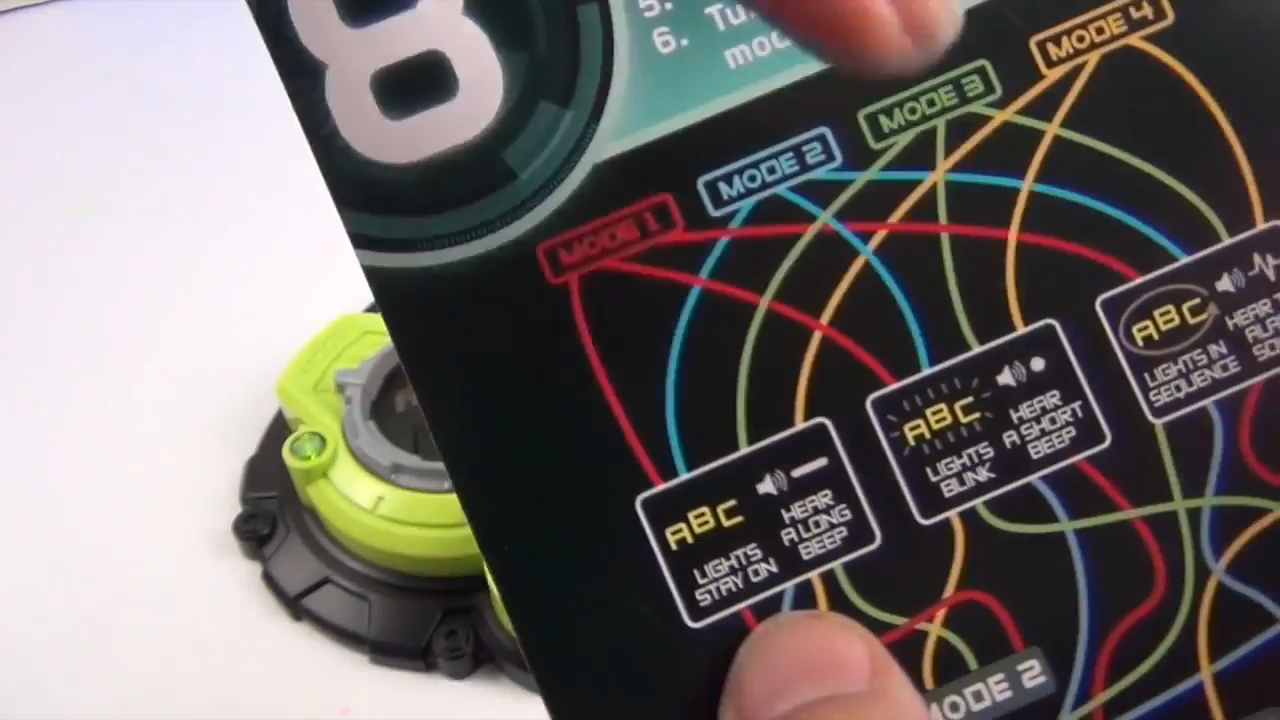 8
5.
6. Tu
mod
MODE 4
MODE 3
MODE 2
MODE 1
ABC
LIGHTS IN
SEQUENCE
HEAR
ABC
LIGHTS
BLINK
HEAR
A SHORT
BEEP
ABC
LIGHTS
STAY ON
HEAR
A LONG
BEEP
MODE 2